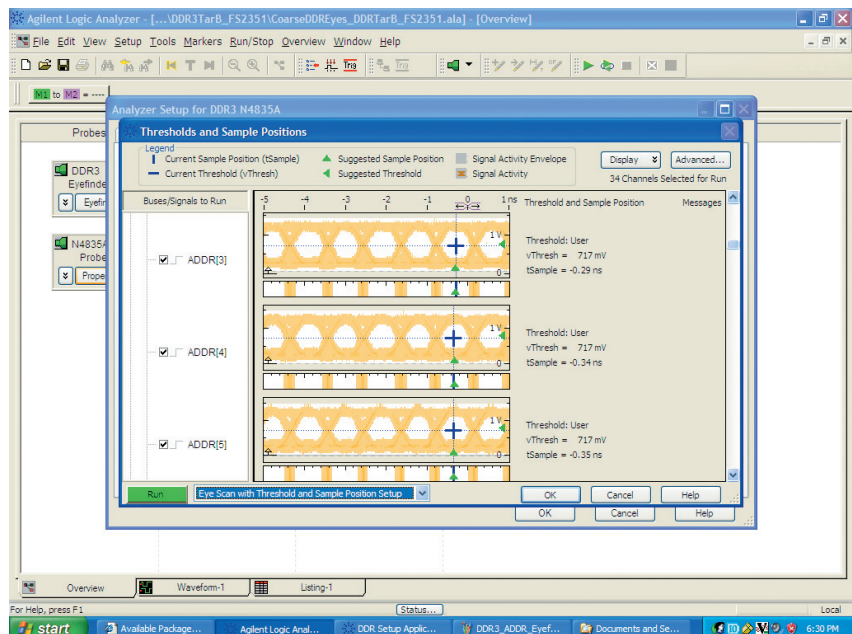 Agilent Logic Analyzer - [...\DDR3TarB_FS2351\CoarseDDREyes_DDRTarB_FS2351.ala] - [Overview]
File Edit View Setup Tools Markers Run/Stop Overview Window Help
Trig Trig
M1 to M2 = ----
Analyzer Setup for DDR3 N4835A
Probes
Thresholds and Sample Positions
Legend
Current Sample Position (tSample) Suggested Sample Position Signal Activity Envelope
Current Threshold (vThresh) Suggested Threshold Signal Activity
Display Advanced...
34 Channels Selected for Run
DDR3
Eyefinde
Eyefin
N4835A
Probe
Prope
Buses/Signals to Run -5 -4 -3 -2 -1 0 1 ns Threshold and Sample Position Messages
ADDR[3]
1 V
0
Threshold: User
vThresh = 717 mV
tSample = -0.29 ns
ADDR[4]
1 V
0
Threshold: User
vThresh = 717 mV
tSample = -0.34 ns
ADDR[5]
1 V
0
Threshold: User
vThresh = 717 mV
tSample = -0.35 ns
Run Eye Scan with Threshold and Sample Position Setup OK Cancel Help
OK Cancel Help
Overview Waveform-1 Listing-1
For Help, press F1 Status... Local
start Available Package... Agilent Logic Anal... DDR Setup Applic... DDR3_ADDR_Eyef... Documents and Se... 6:30 PM